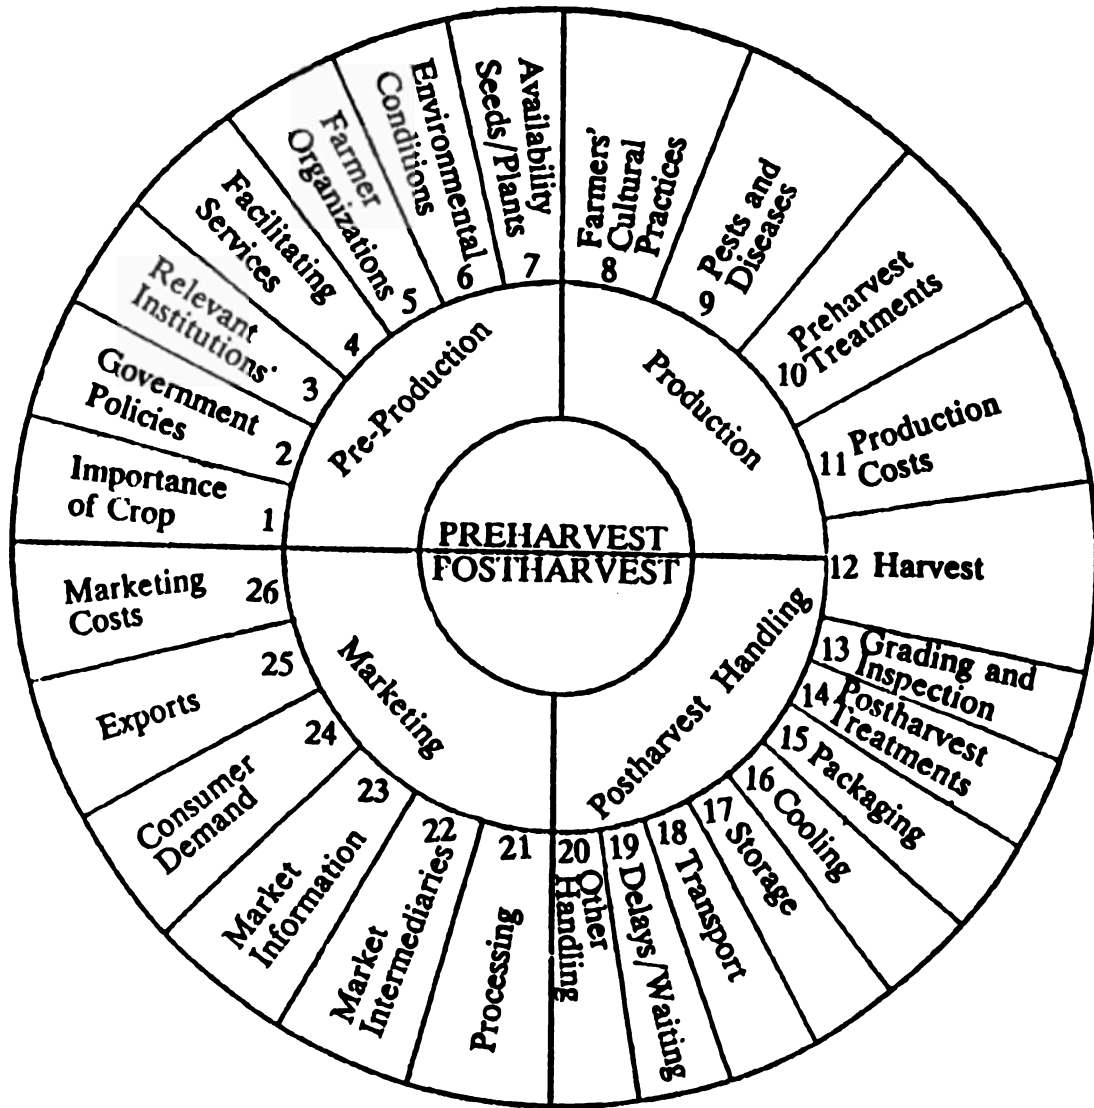 PREHARVEST
POSTHARVEST
Pre-Production
Production
Postharvest Handling
Marketing
1
Importance
of Crop
2
Government
Policies
3
Relevant
Institutions
4
Facilitating
Services
5
Farmer
Organizations
6
Environmental
Conditions
7
Availability
Seeds/Plants
8
Farmers'
Cultural
Practices
9
Pests and
Diseases
10
Preharvest
Treatments
11
Production
Costs
12 Harvest
13 Grading and
Inspection
14 Postharvest
Treatments
15 Packaging
16 Cooling
17 Storage
18 Transport
19 Delays/Waiting
20 Other
Handling
21
Processing
22
Market
Intermediaries
23
Market
Information
24
Consumer
Demand
25
Exports
26
Marketing
Costs